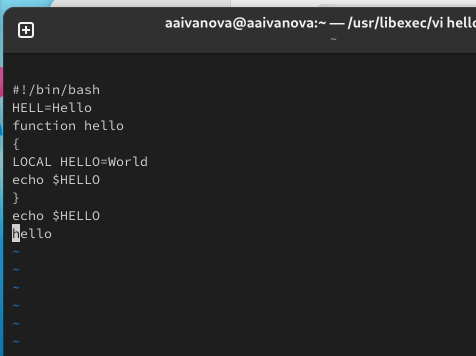 aaivanova@aaivanova:~ — /usr/libexec/vi hello
~
#!/bin/bash
HELL=Hello
function hello
{
LOCAL HELLO=World
echo $HELLO
}
echo $HELLO
hello
~
~
~
~
~
~